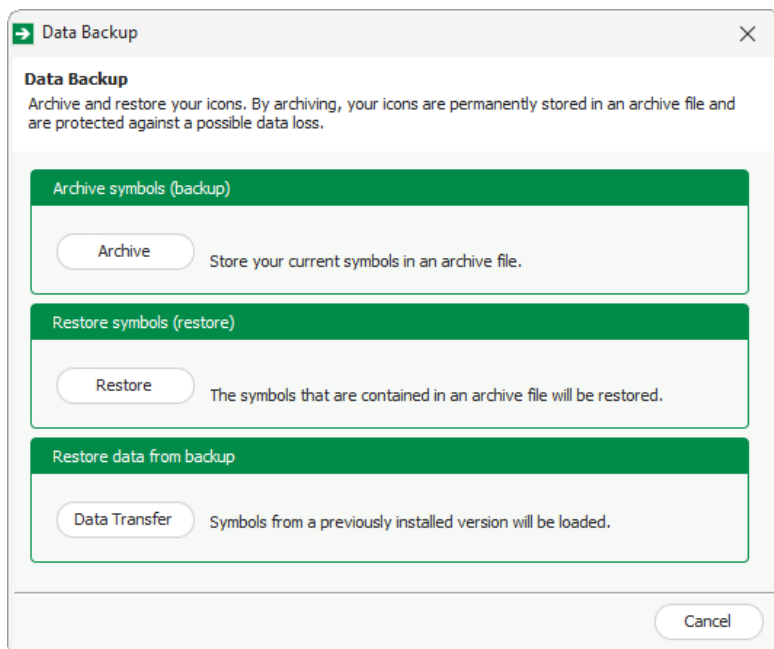 Data Backup
Data Backup
Archive and restore your icons. By archiving, your icons are permanently stored in an archive file and
are protected against a possible data loss.
Archive symbols (backup)
Archive
Store your current symbols in an archive file.
Restore symbols (restore)
Restore
The symbols that are contained in an archive file will be restored.
Restore data from backup
Data Transfer
Symbols from a previously installed version will be loaded.
Cancel